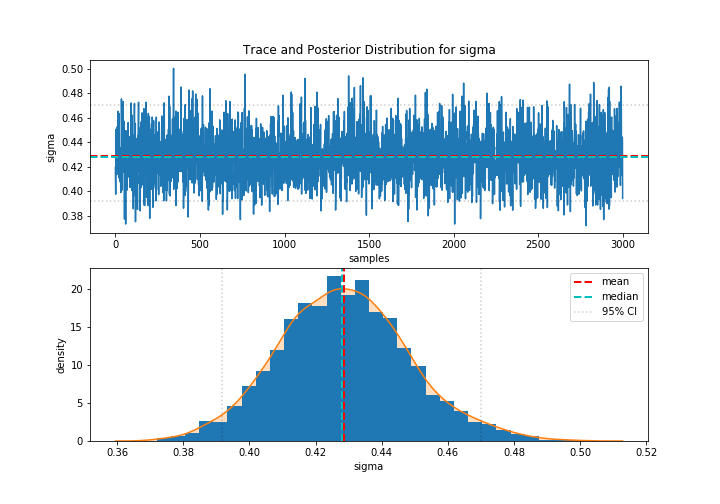 Trace and Posterior Distribution for sigma
0.50
0.48
0.46
0.44
0.42
0.40
0.38
sigma
0 500 1000 1500 2000 2500 3000
samples
mean
median
95% CI
20
15
10
5
0
density
0.36 0.38 0.40 0.42 0.44 0.46 0.48 0.50 0.52
sigma